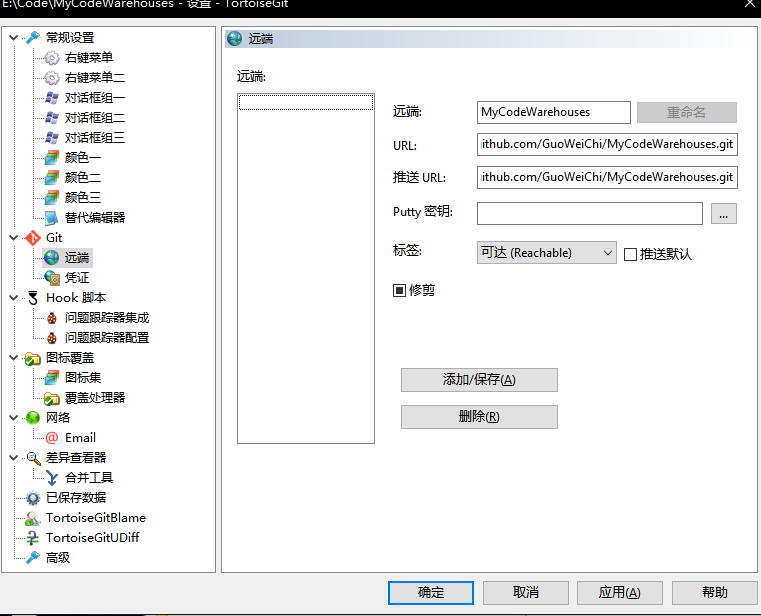 E:\Code\MyCodeWarehouses - 设置 - TortoiseGit
常规设置
右键菜单
右键菜单二
对话框组一
对话框组二
对话框组三
颜色一
颜色二
颜色三
替代编辑器
Git
远端
凭证
Hook 脚本
问题跟踪器集成
问题跟踪器配置
图标覆盖
图标集
覆盖处理器
网络
Email
差异查看器
合并工具
已保存数据
TortoiseGitBlame
TortoiseGitUDiff
高级
远端
远端:
远端: MyCodeWarehouses 重命名
URL: ithub.com/GuoWeiChi/MyCodeWarehouses.git
推送 URL: ithub.com/GuoWeiChi/MyCodeWarehouses.git
Putty 密钥: ...
标签: 可达 (Reachable) 推送默认
修剪
添加/保存(A)
删除(R)
确定 取消 应用(A) 帮助